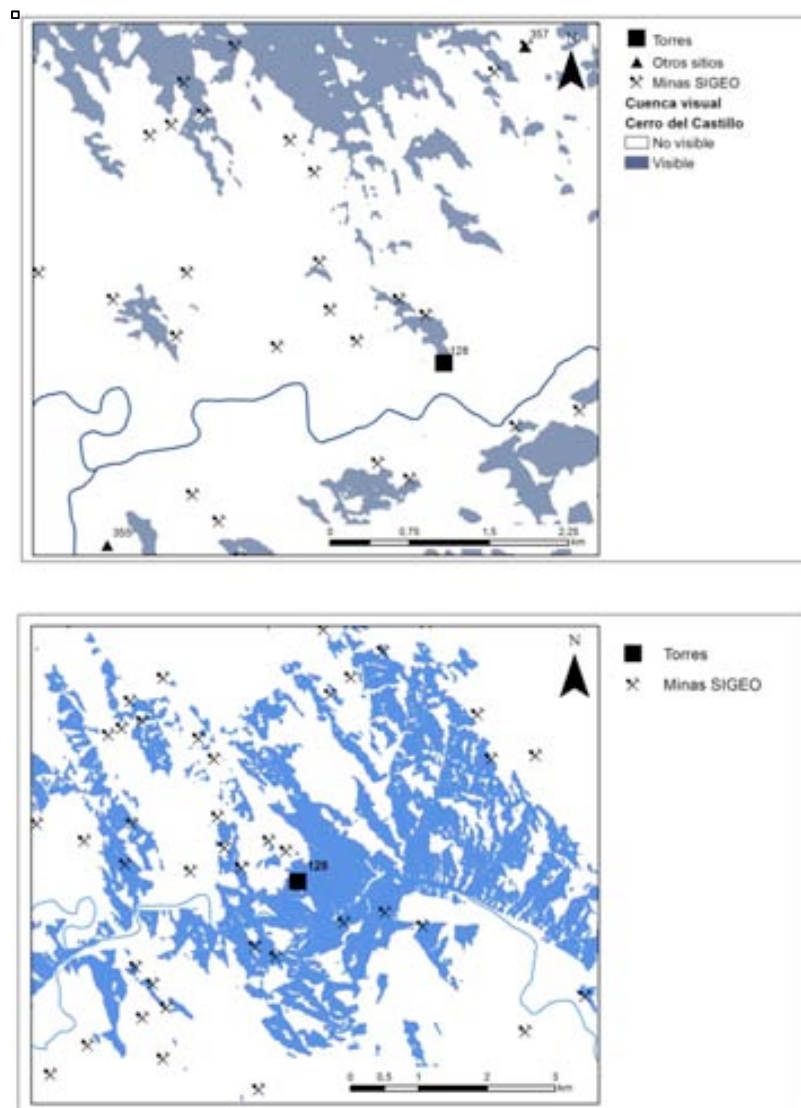 357
N
Torres
Otros sitios
Minas SIGEO
Cuenca visual
Cerro del Castillo
No visible
Visible
128
355
0 0.75 1.5 2.25
km
N
Torres
Minas SIGEO
128
0 0.5 1 2 3
km